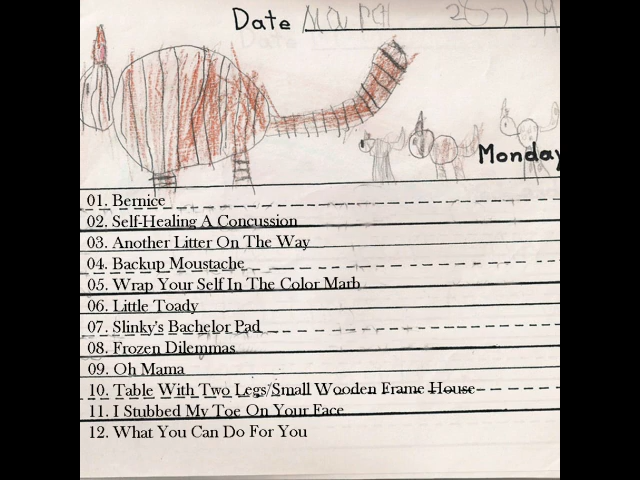 Date March
Monday
01. Bernice
02. Self-Healing A Concussion
03. Another Litter On The Way
04. Backup Moustache
05. Wrap Your Self In The Color Marb
06. Little Toady
07. Slinky's Bachelor Pad
08. Frozen Dilemmas
09. Oh Mama
10. Table With Two Legs/Small Wooden Frame House
11. I Stubbed My Toe On Your Face
12. What You Can Do For You